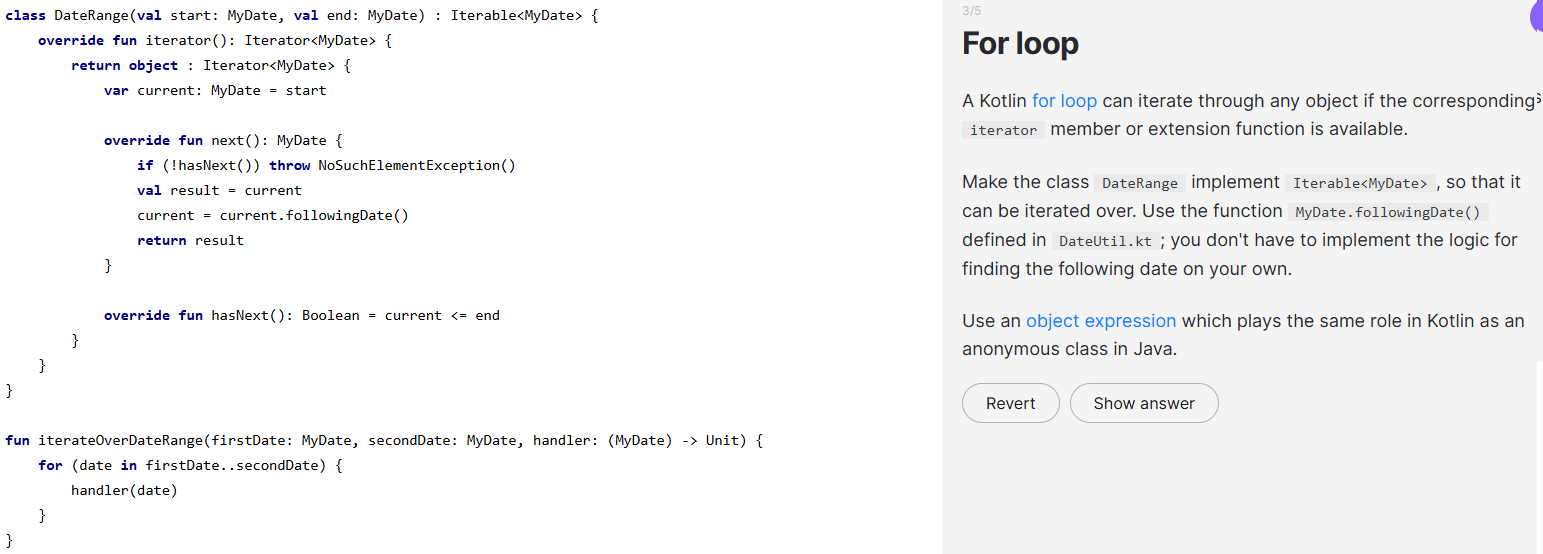 class DateRange(val start: MyDate, val end: MyDate) : Iterable<MyDate> {
    override fun iterator(): Iterator<MyDate> {
        return object : Iterator<MyDate> {
            var current: MyDate = start

            override fun next(): MyDate {
                if (!hasNext()) throw NoSuchElementException()
                val result = current
                current = current.followingDate()
                return result
            }

            override fun hasNext(): Boolean = current <= end
        }
    }
}

fun iterateOverDateRange(firstDate: MyDate, secondDate: MyDate, handler: (MyDate) -> Unit) {
    for (date in firstDate..secondDate) {
        handler(date)
    }
}
3/5
For loop
A Kotlin for loop can iterate through any object if the corresponding
iterator member or extension function is available.
Make the class DateRange implement Iterable<MyDate> , so that it
can be iterated over. Use the function MyDate.followingDate()
defined in DateUtil.kt ; you don't have to implement the logic for
finding the following date on your own.
Use an object expression which plays the same role in Kotlin as an
anonymous class in Java.
Revert
Show answer